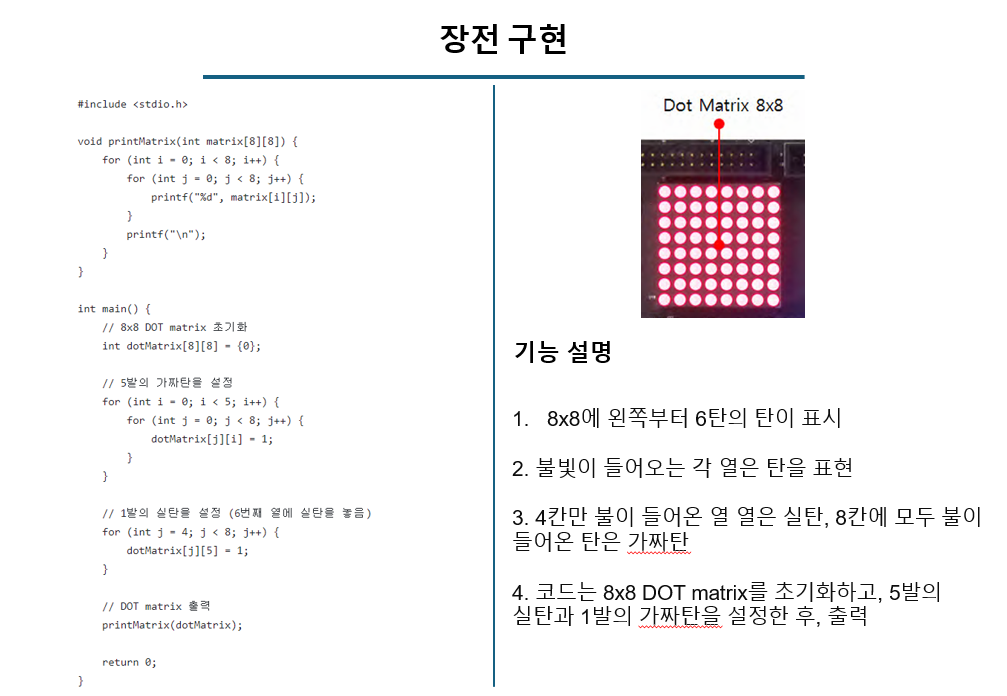 장전 구현
#include <stdio.h>
void printMatrix(int matrix[8][8]) {
for (int i = 0; i < 8; i++) {
for (int j = 0; j < 8; j++) {
printf("%d", matrix[i][j]);
}
printf("\n");
}
}
int main() {
// 8x8 DOT matrix 초기화
int dotMatrix[8][8] = {0};
// 5발의 가짜탄을 설정
for (int i = 0; i < 5; i++) {
for (int j = 0; j < 8; j++) {
dotMatrix[j][i] = 1;
}
}
// 1발의 실탄을 설정 (6번째 열에 실탄을 놓음)
for (int j = 4; j < 8; j++) {
dotMatrix[j][5] = 1;
}
// DOT matrix 출력
printMatrix(dotMatrix);
return 0;
}
Dot Matrix 8x8
기능 설명
1. 8x8에 왼쪽부터 6탄의 탄이 표시
2. 불빛이 들어오는 각 열은 탄을 표현
3. 4칸만 불이 들어온 열 열은 실탄, 8칸에 모두 불이
들어온 탄은 가짜탄
4. 코드는 8x8 DOT matrix를 초기화하고, 5발의
실탄과 1발의 가짜탄을 설정한 후, 출력